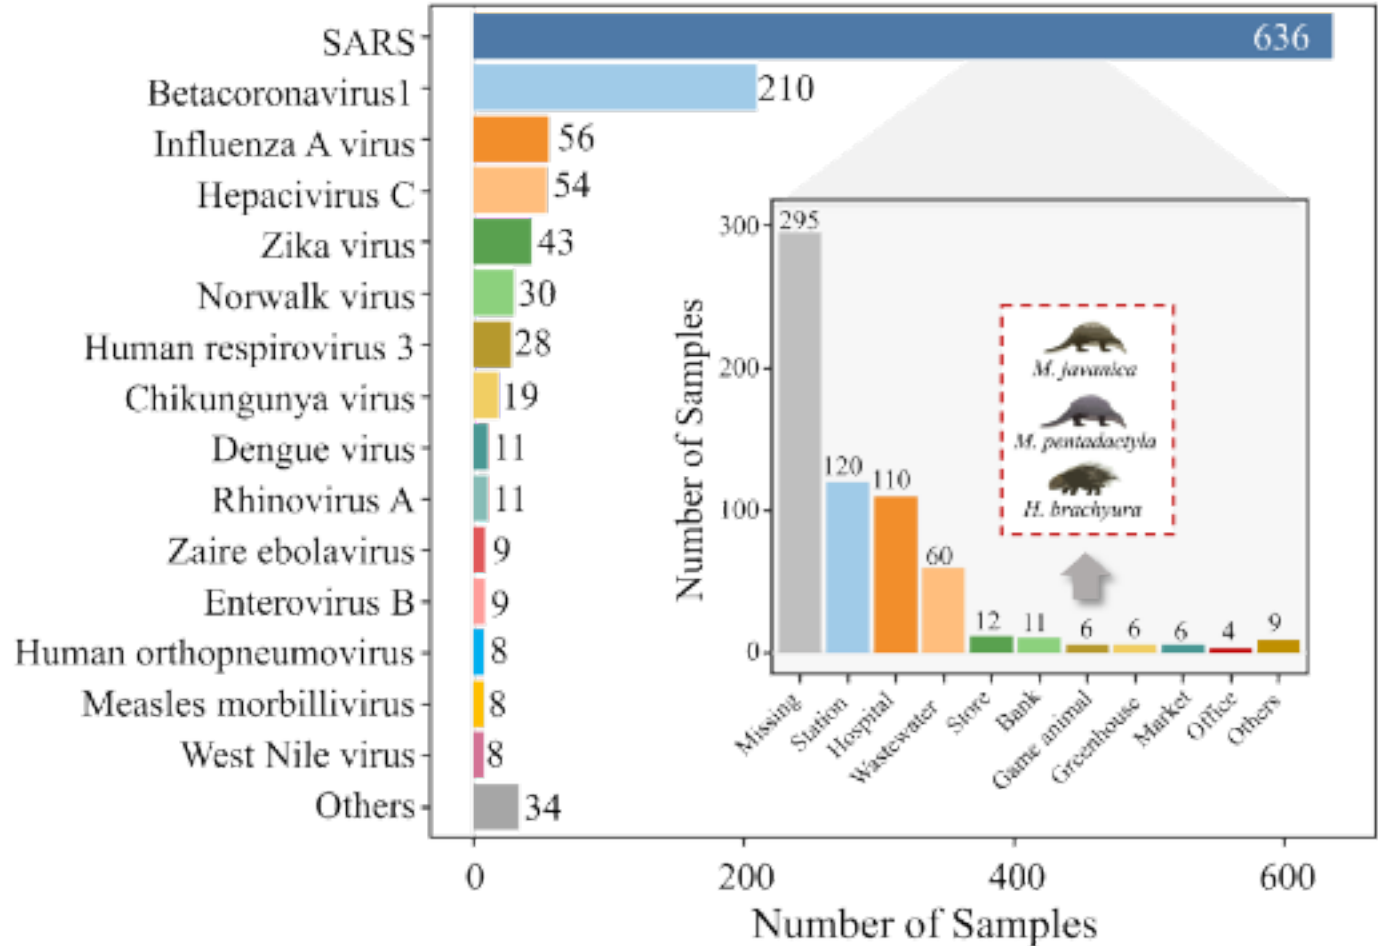 SARS 636
Betacoronavirus1 210
Influenza A virus 56
Hepacivirus C 54
Zika virus 43
Norwalk virus 30
Human respirovirus 3 28
Chikungunya virus 19
Dengue virus 11
Rhinovirus A 11
Zaire ebolavirus 9
Enterovirus B 9
Human orthopneumovirus 8
Measles morbillivirus 8
West Nile virus 8
Others 34
0 200 400 600
Number of Samples
Number of Samples
300
200
100
0
295
120
110
60
12
11
6
6
6
4
9
M. javanica
M. pentadactyla
H. brachyura
Missing
Station
Hospital
Wastewater
Store
Bank
Game animal
Greenhouse
Market
Office
Others